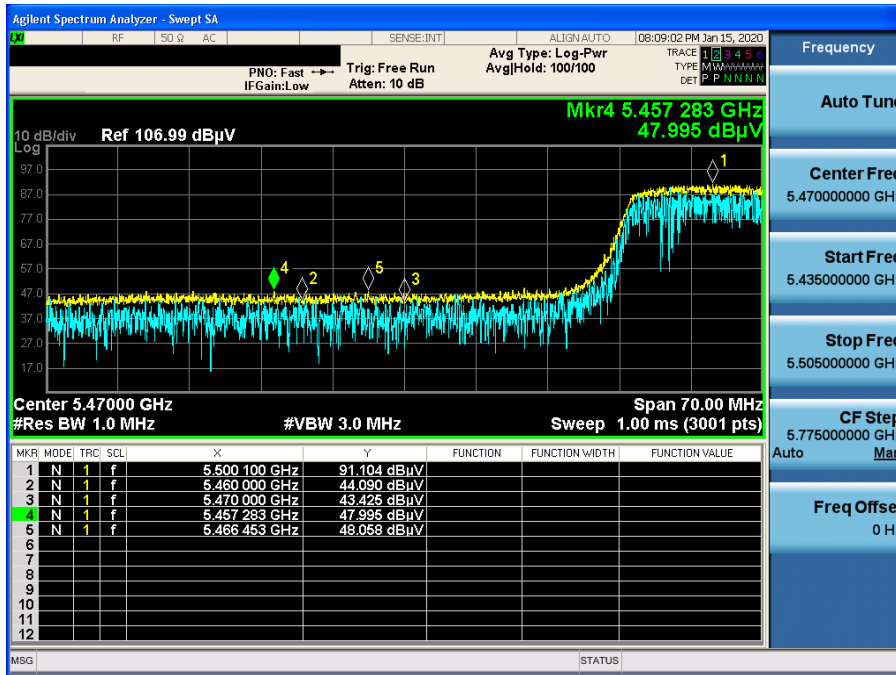 Agilent Spectrum Analyzer - Swept SA
LXI RF 50 Ω AC SENSE:INT ALIGN AUTO 08:09:02 PM Jan 15, 2020
PNO: Fast
IFGain:Low
Trig: Free Run
Atten: 10 dB
Avg Type: Log-Pwr
Avg|Hold: 100/100
TRACE 1 2 3 4 5 6
TYPE M
DET P P N N N N
Mkr4 5.457 283 GHz
47.995 dBµV
10 dB/div Ref 106.99 dBµV
Log
97.0
87.0
77.0
67.0
57.0
47.0
37.0
27.0
17.0
1
4
2
5
3
Center 5.47000 GHz Span 70.00 MHz
#Res BW 1.0 MHz #VBW 3.0 MHz Sweep 1.00 ms (3001 pts)
MKR MODE TRC SCL X Y FUNCTION FUNCTION WIDTH FUNCTION VALUE
1 N 1 f 5.500 100 GHz 91.104 dBµV
2 N 1 f 5.460 000 GHz 44.090 dBµV
3 N 1 f 5.470 000 GHz 43.425 dBµV
4 N 1 f 5.457 283 GHz 47.995 dBµV
5 N 1 f 5.466 453 GHz 48.058 dBµV
6
7
8
9
10
11
12
MSG STATUS
Frequency
Auto Tun
Center Fre
5.470000000 GH
Start Fre
5.435000000 GH
Stop Fre
5.505000000 GH
CF Step
5.775000000 GH
Auto Man
Freq Offse
0 H